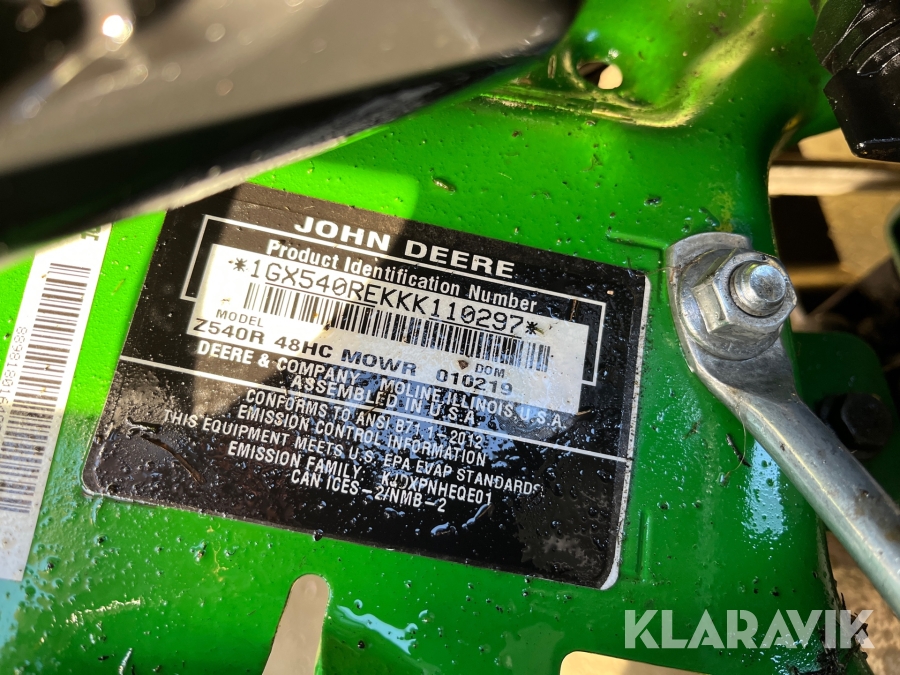 JOHN DEERE
Product Identification Number
*1GX540REKKK110297*
MODEL DOM
Z540R 48HC MOWR 010219
DEERE & COMPANY MOLINE, ILLINOIS, U.S.A.
ASSEMBLED IN U.S.A.
CONFORMS TO ANSI B71.1-2012
EMISSION CONTROL INFORMATION
THIS EQUIPMENT MEETS U.S. EPA EVAP STANDARDS
EMISSION FAMILY
CAN ICES-2/NMB-2
KLARAVIK